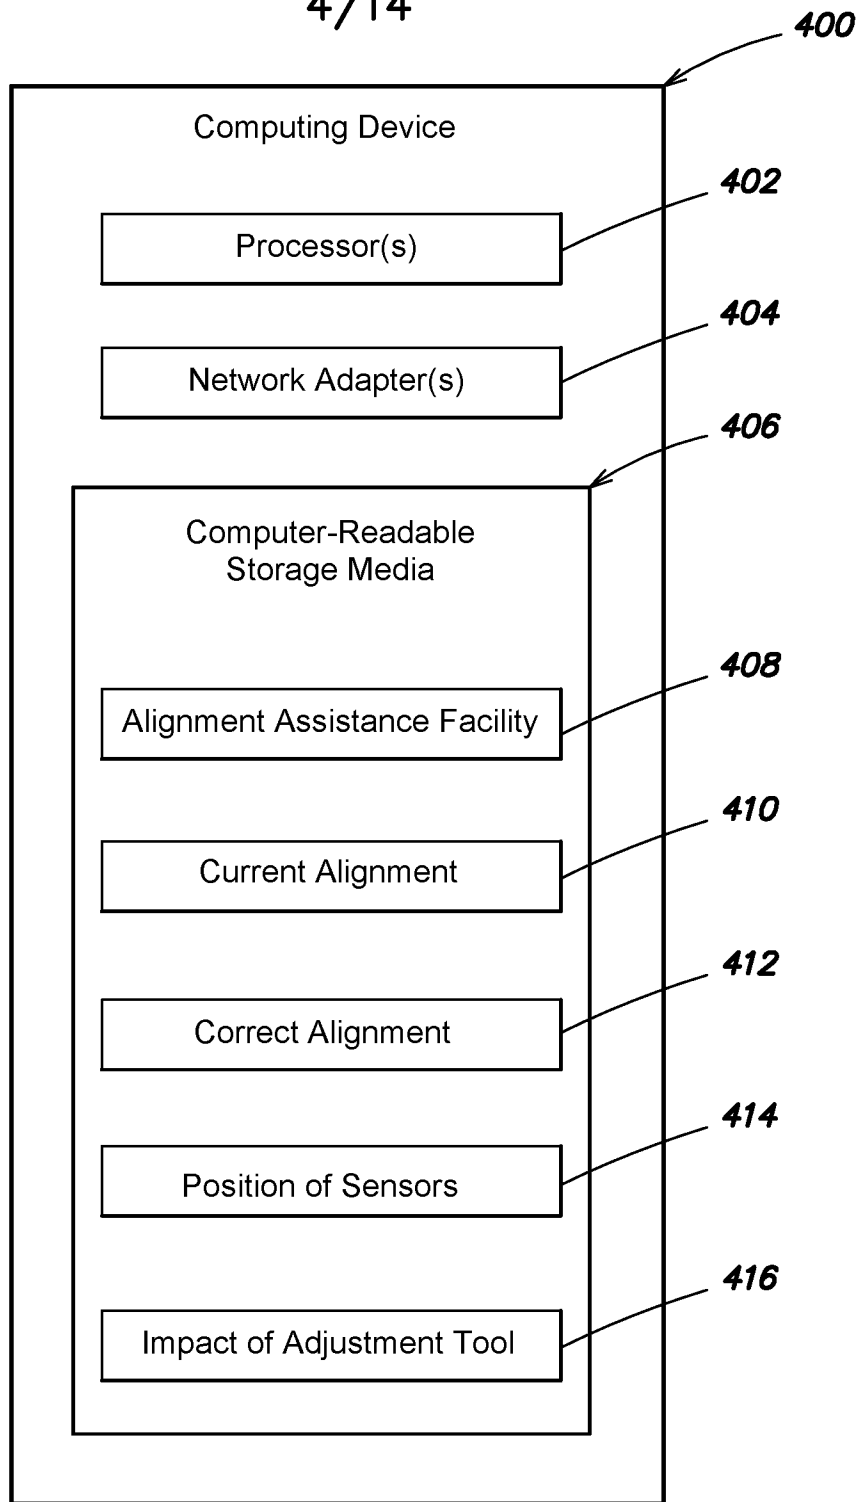 4/14
400
Computing Device
402
Processor(s)
404
Network Adapter(s)
406
Computer-Readable
Storage Media
408
Alignment Assistance Facility
410
Current Alignment
412
Correct Alignment
414
Position of Sensors
416
Impact of Adjustment Tool